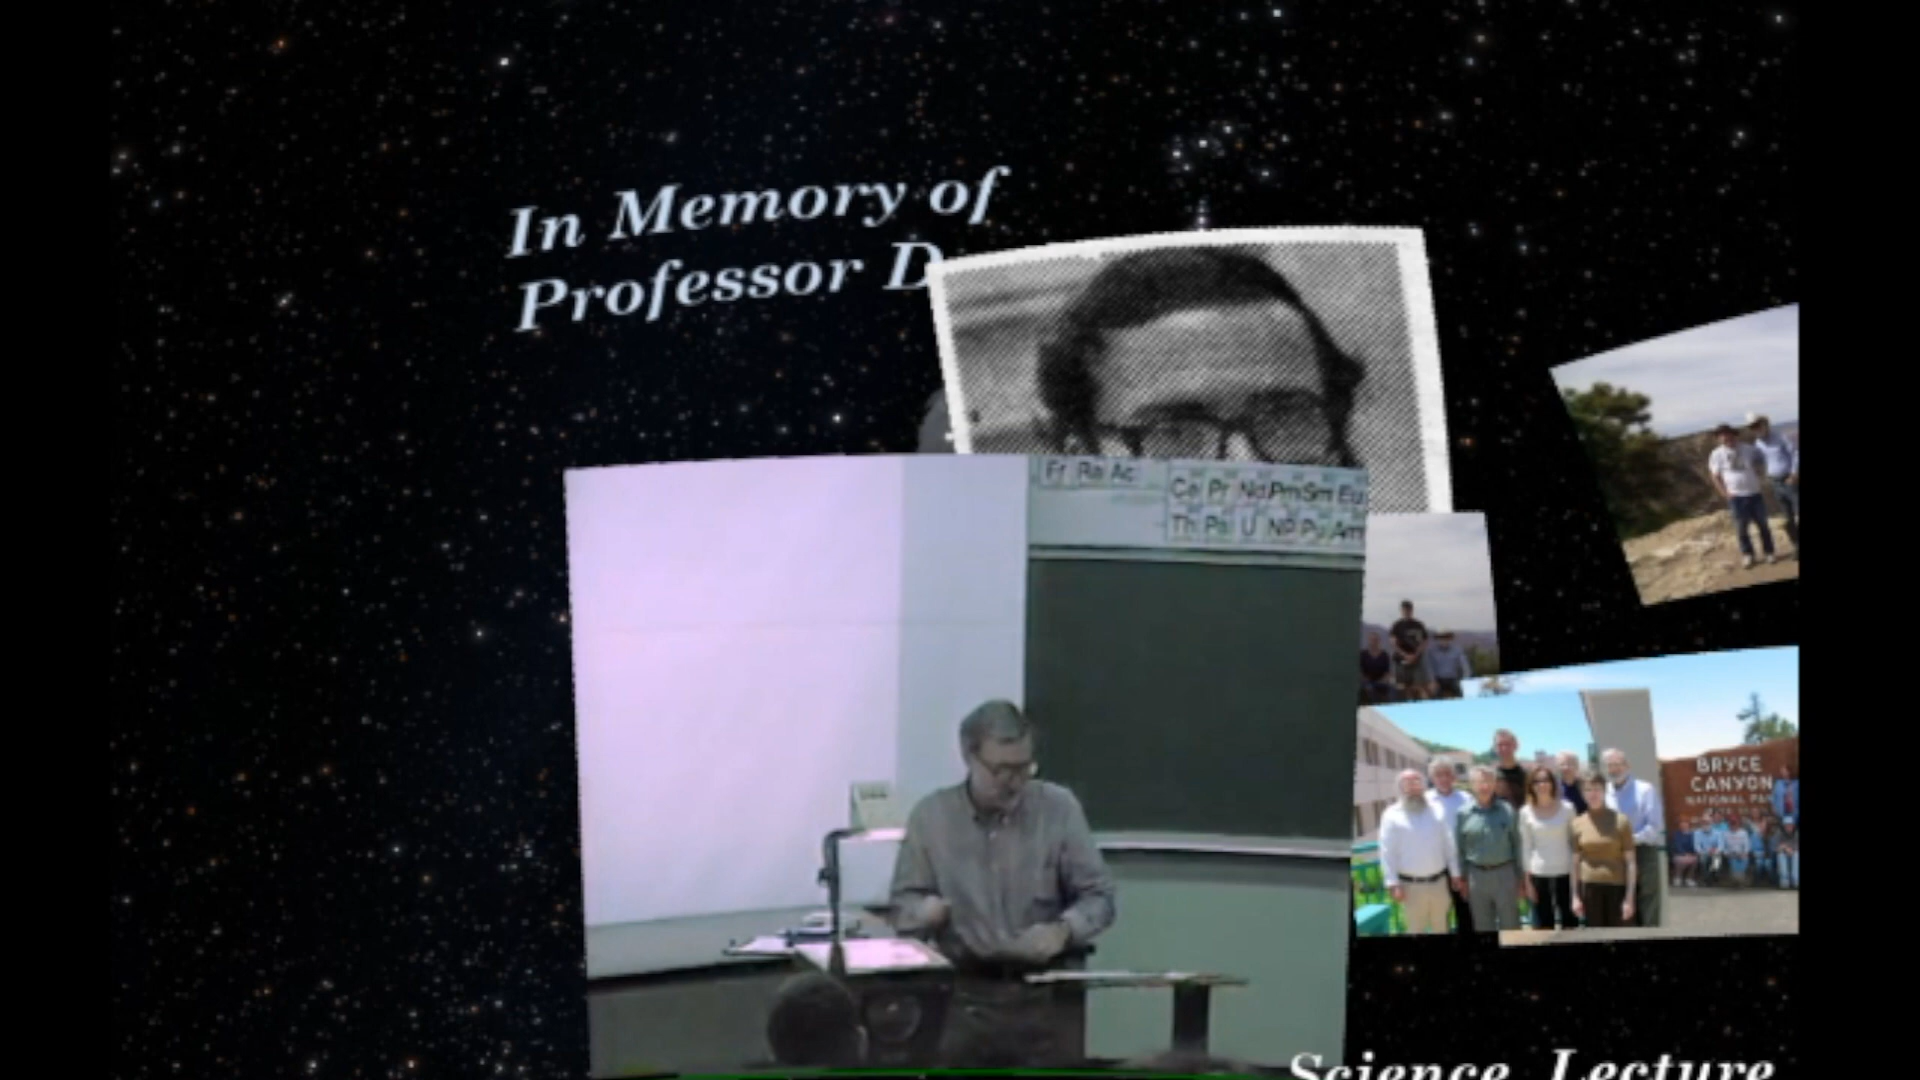 In Memory of
Professor
Fr Ra Ac
Ce Pr Nd Pm Sm Eu
Th Pa U Np Pu Am
BRYCE
CANYON
NATIONAL
Science Lecture